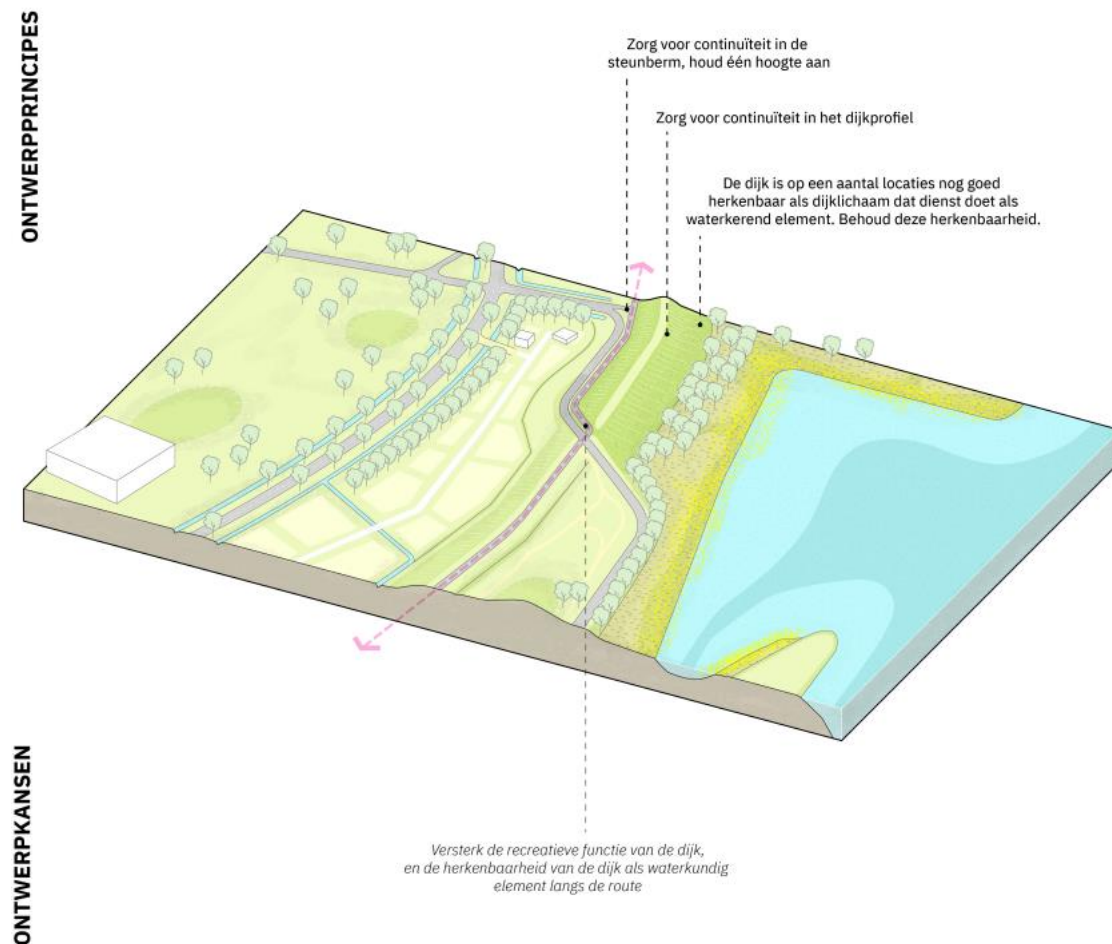 ONTWERPPRINCIPES
Zorg voor continuïteit in de
steunberm, houd één hoogte aan
Zorg voor continuïteit in het dijkprofiel
De dijk is op een aantal locaties nog goed
herkenbaar als dijklichaam dat dienst doet als
waterkerend element. Behoud deze herkenbaarheid.
ONTWERPKANSEN
Versterk de recreatieve functie van de dijk,
en de herkenbaarheid van de dijk als waterkundig
element langs de route